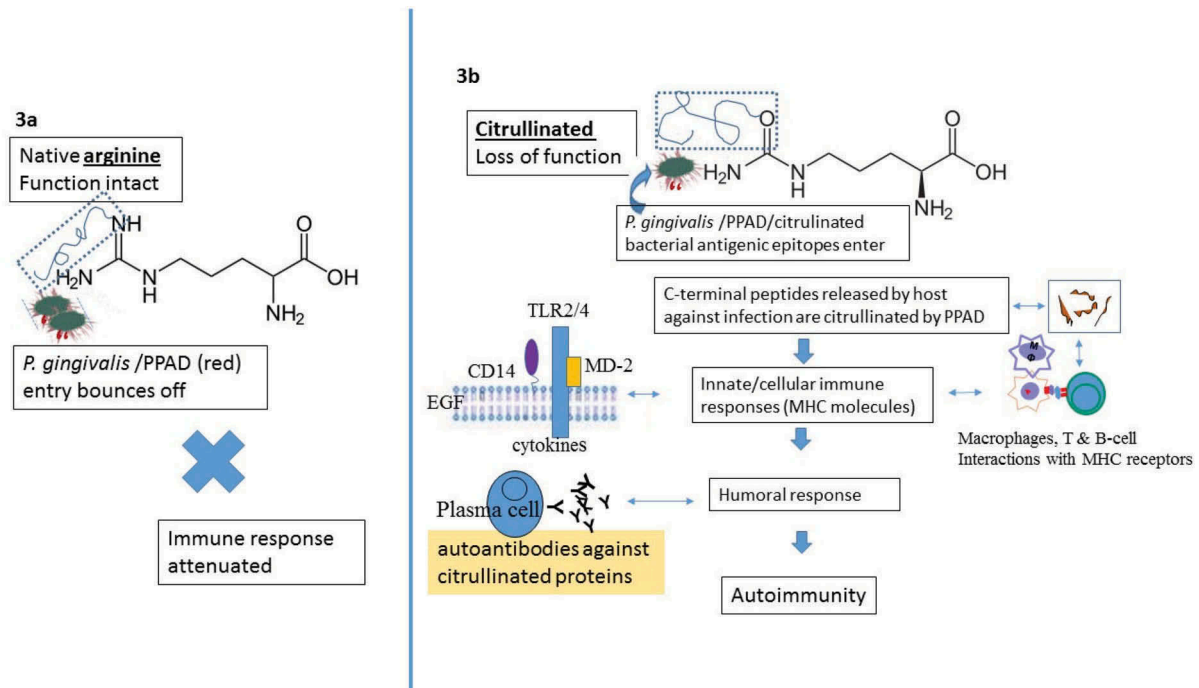 3a
Native arginine
Function intact
NH
O
H₂N
N
H
OH
NH₂
P. gingivalis /PPAD (red)
entry bounces off
Immune response
attenuated
3b
Citrullinated
Loss of function
O
O
H₂N
N
H
OH
NH₂
P. gingivalis /PPAD/citrulinated
bacterial antigenic epitopes enter
C-terminal peptides released by host
against infection are citrullinated by PPAD
TLR2/4
CD14
MD-2
EGF
cytokines
Innate/cellular immune
responses (MHC molecules)
M
Φ
Macrophages, T & B-cell
Interactions with MHC receptors
Plasma cell
Humoral response
autoantibodies against
citrullinated proteins
Autoimmunity